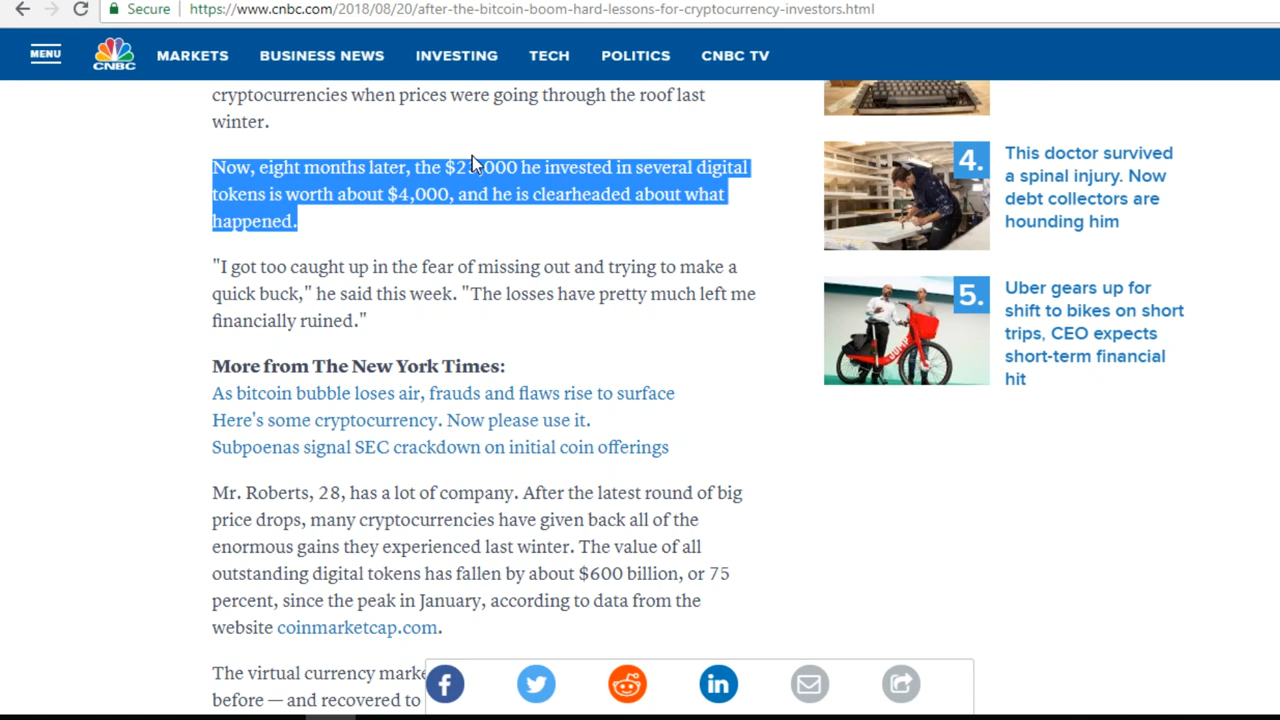 Secure
https://www.cnbc.com/2018/08/20/after-the-bitcoin-boom-hard-lessons-for-cryptocurrency-investors.html
MENU
CNBC
MARKETS
BUSINESS NEWS
INVESTING
TECH
POLITICS
CNBC TV
cryptocurrencies when prices were going through the roof last
winter.
Now, eight months later, the he invested in several digital
tokens is worth about $4,000, and he is clearheaded about what
happened.
"I got too caught up in the fear of missing out and trying to make a
quick buck," he said this week. "The losses have pretty much left me
financially ruined."
More from The New York Times:
As bitcoin bubble loses air, frauds and flaws rise to surface
Here's some cryptocurrency. Now please use it.
Subpoenas signal SEC crackdown on initial coin offerings
Mr. Roberts, 28, has a lot of company. After the latest round of big
price drops, many cryptocurrencies have given back all of the
enormous gains they experienced last winter. The value of all
outstanding digital tokens has fallen by about $600 billion, or 75
percent, since the peak in January, according to data from the
website coinmarketcap.com.
The virtual currency
before — and recovered to
4.
This doctor survived
a spinal injury. Now
debt collectors are
hounding him
5.
Uber gears up for
shift to bikes on short
trips, CEO expects
short-term financial
hit
JUMP
in